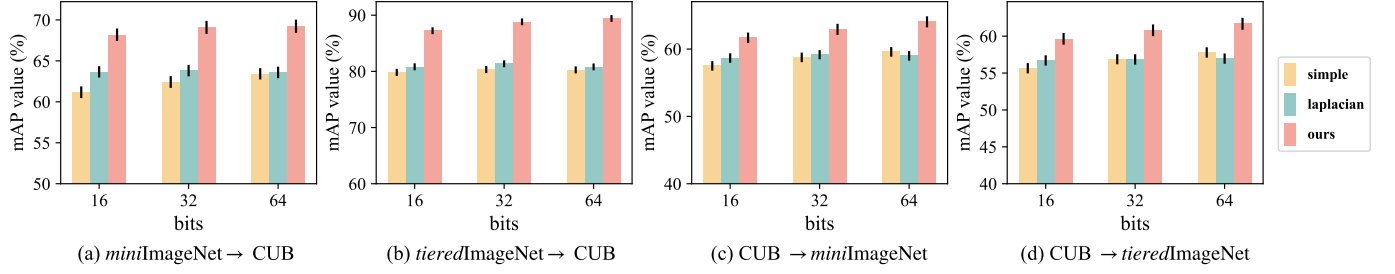 mAP value (%)
70
65
60
55
50
16
32
64
bits
(a) miniImageNet → CUB
mAP value (%)
90
80
70
60
16
32
64
bits
(b) tieredImageNet → CUB
mAP value (%)
60
50
40
16
32
64
bits
(c) CUB → miniImageNet
mAP value (%)
60
55
50
45
40
16
32
64
bits
(d) CUB → tieredImageNet
simple
laplacian
ours